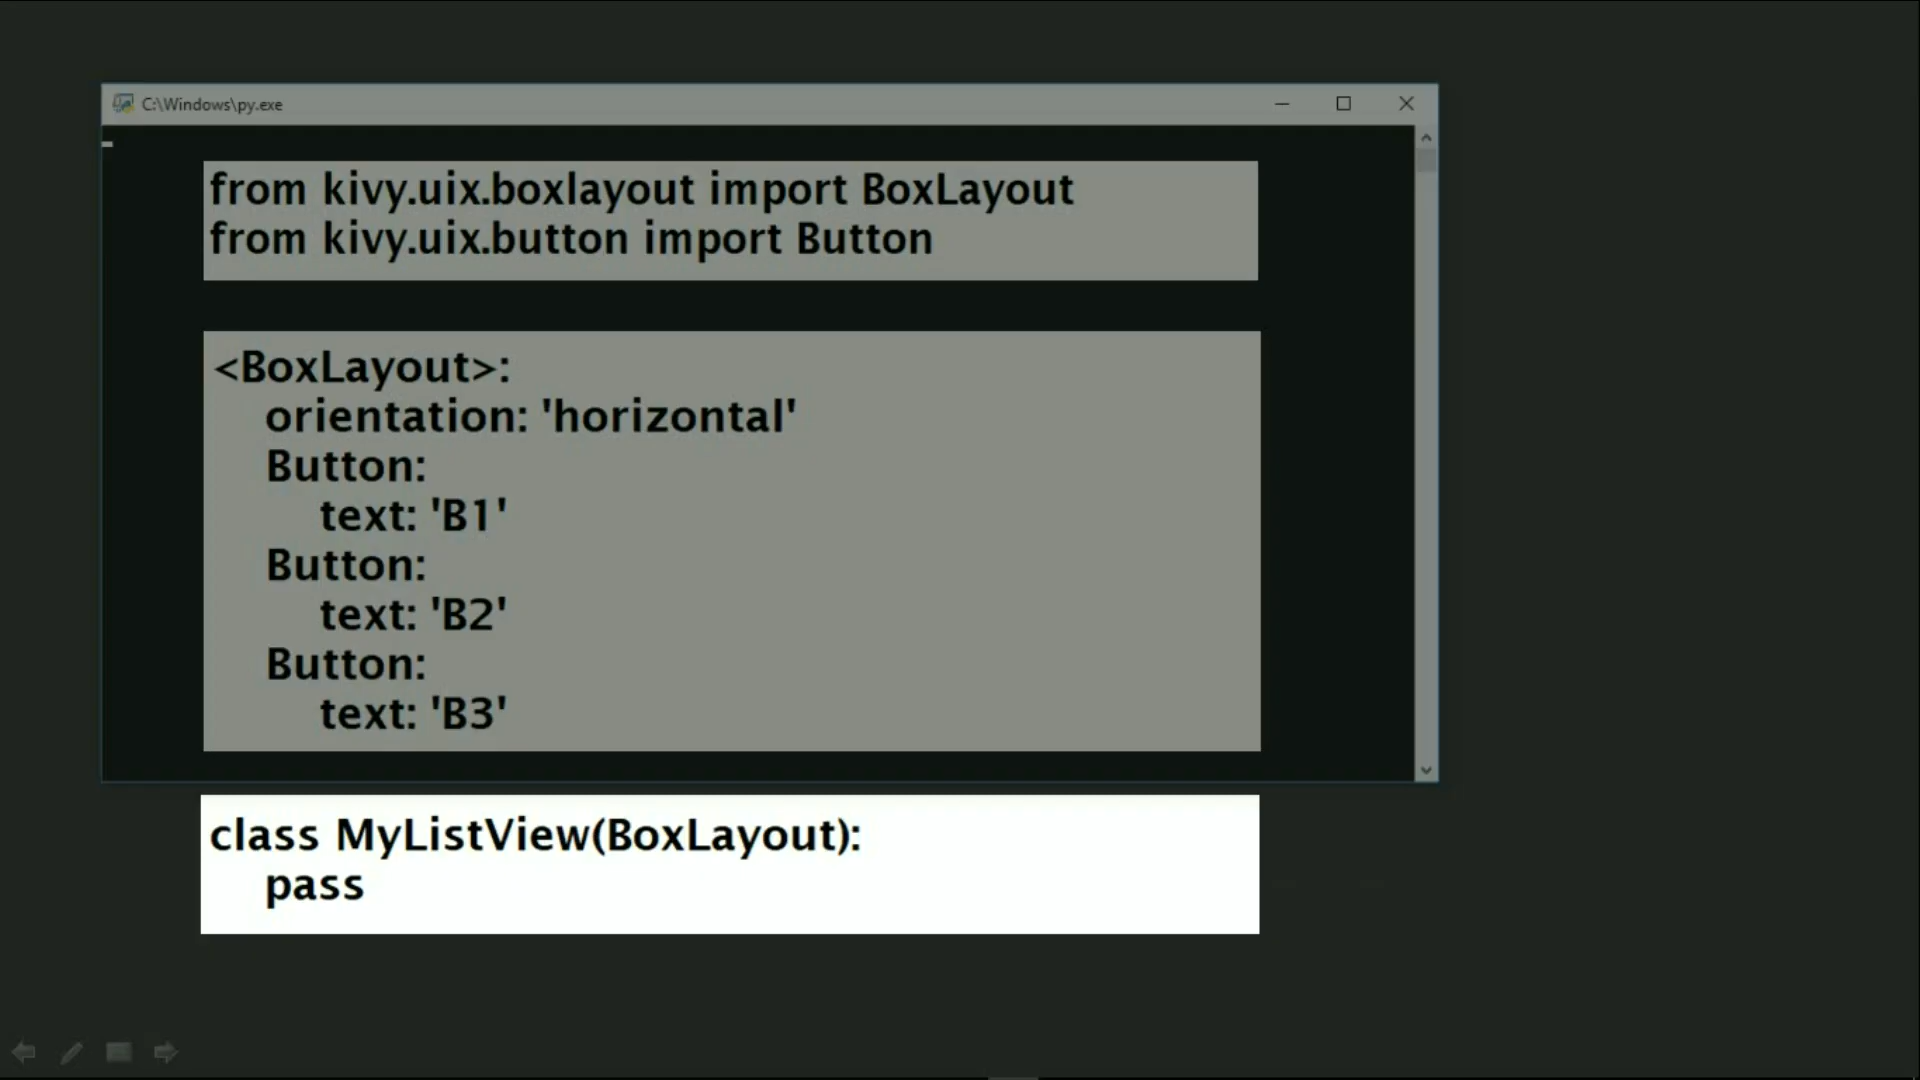 C:\Windows\py.exe
from kivy.uix.boxlayout import BoxLayout
from kivy.uix.button import Button
<BoxLayout>:
orientation: 'horizontal'
Button:
text: 'B1'
Button:
text: 'B2'
Button:
text: 'B3'
class MyListView(BoxLayout):
pass